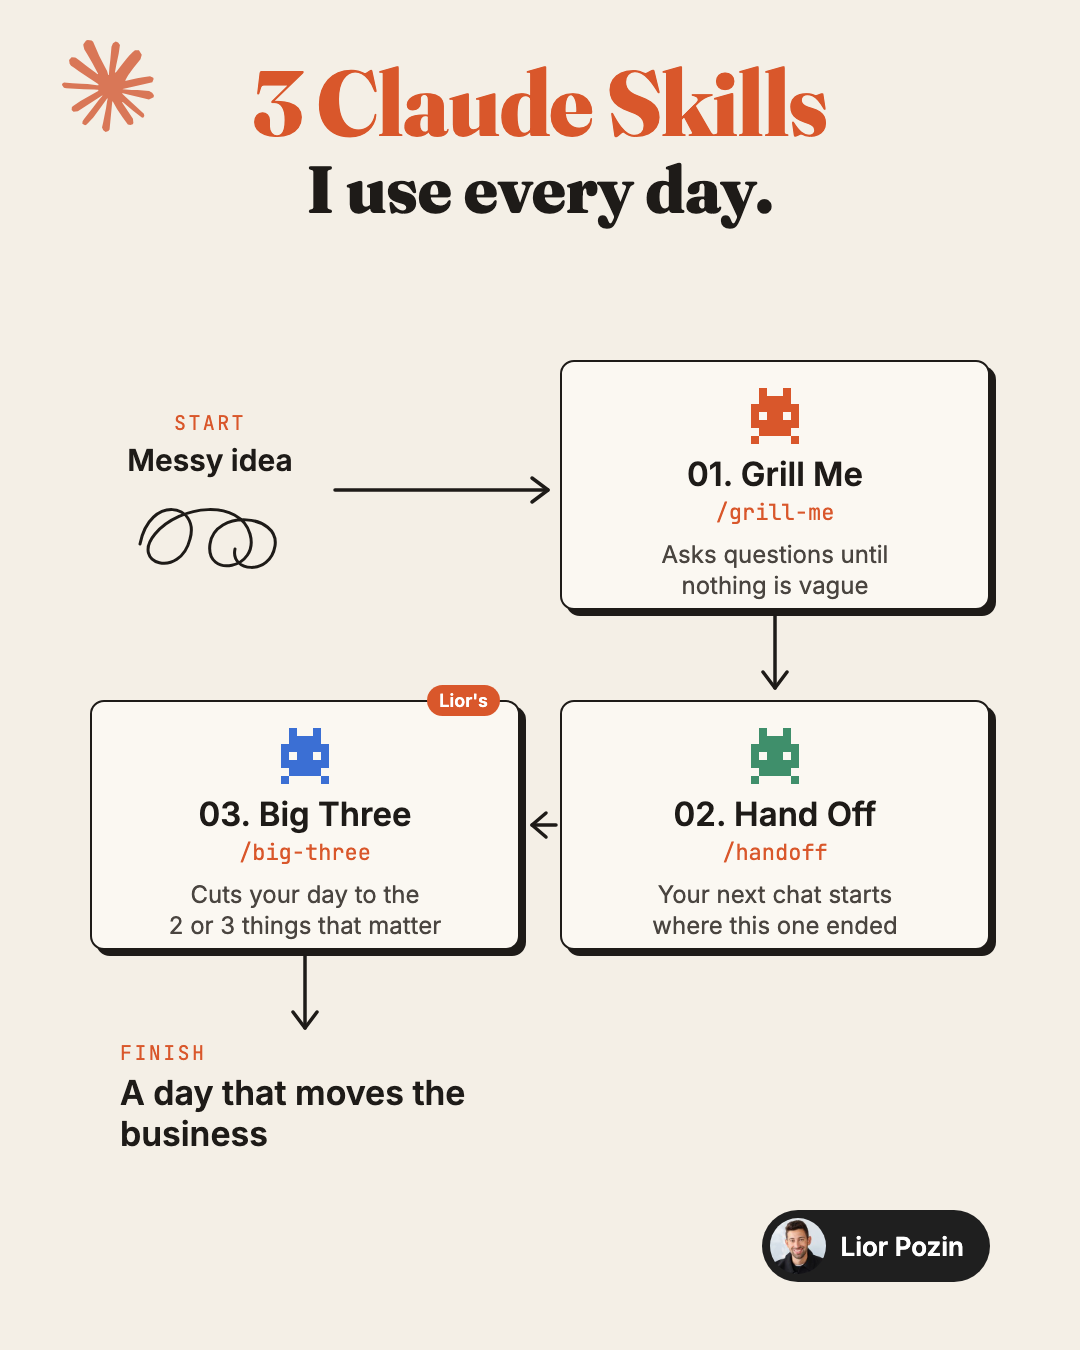 3 Claude Skills
I use every day.
START
Messy idea
01. Grill Me
/grill-me
Asks questions until
nothing is vague
Lior's
03. Big Three
/big-three
Cuts your day to the
2 or 3 things that matter
02. Hand Off
/handoff
Your next chat starts
where this one ended
FINISH
A day that moves the
business
Lior Pozin